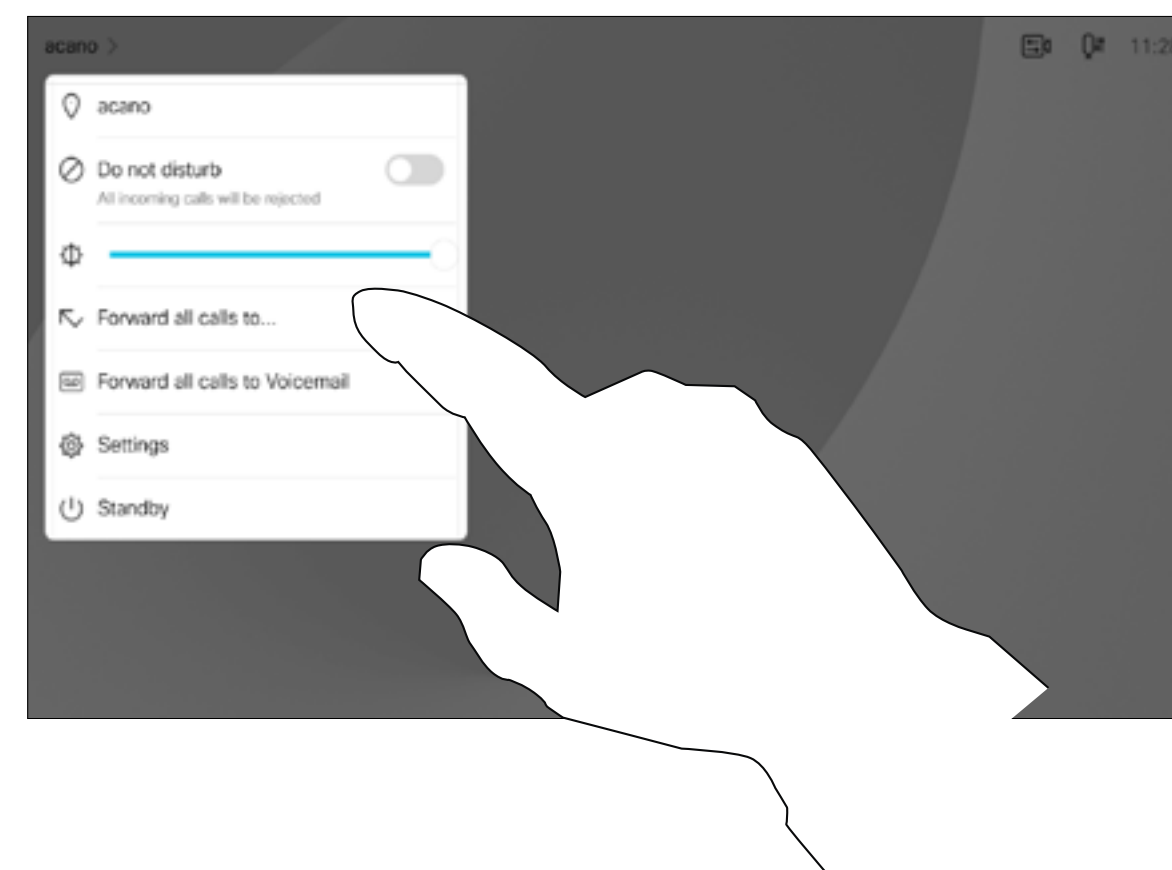 acano
acano
Do not disturb
All incoming calls will be rejected
Forward all calls to...
Forward all calls to Voicemail
Settings
Standby